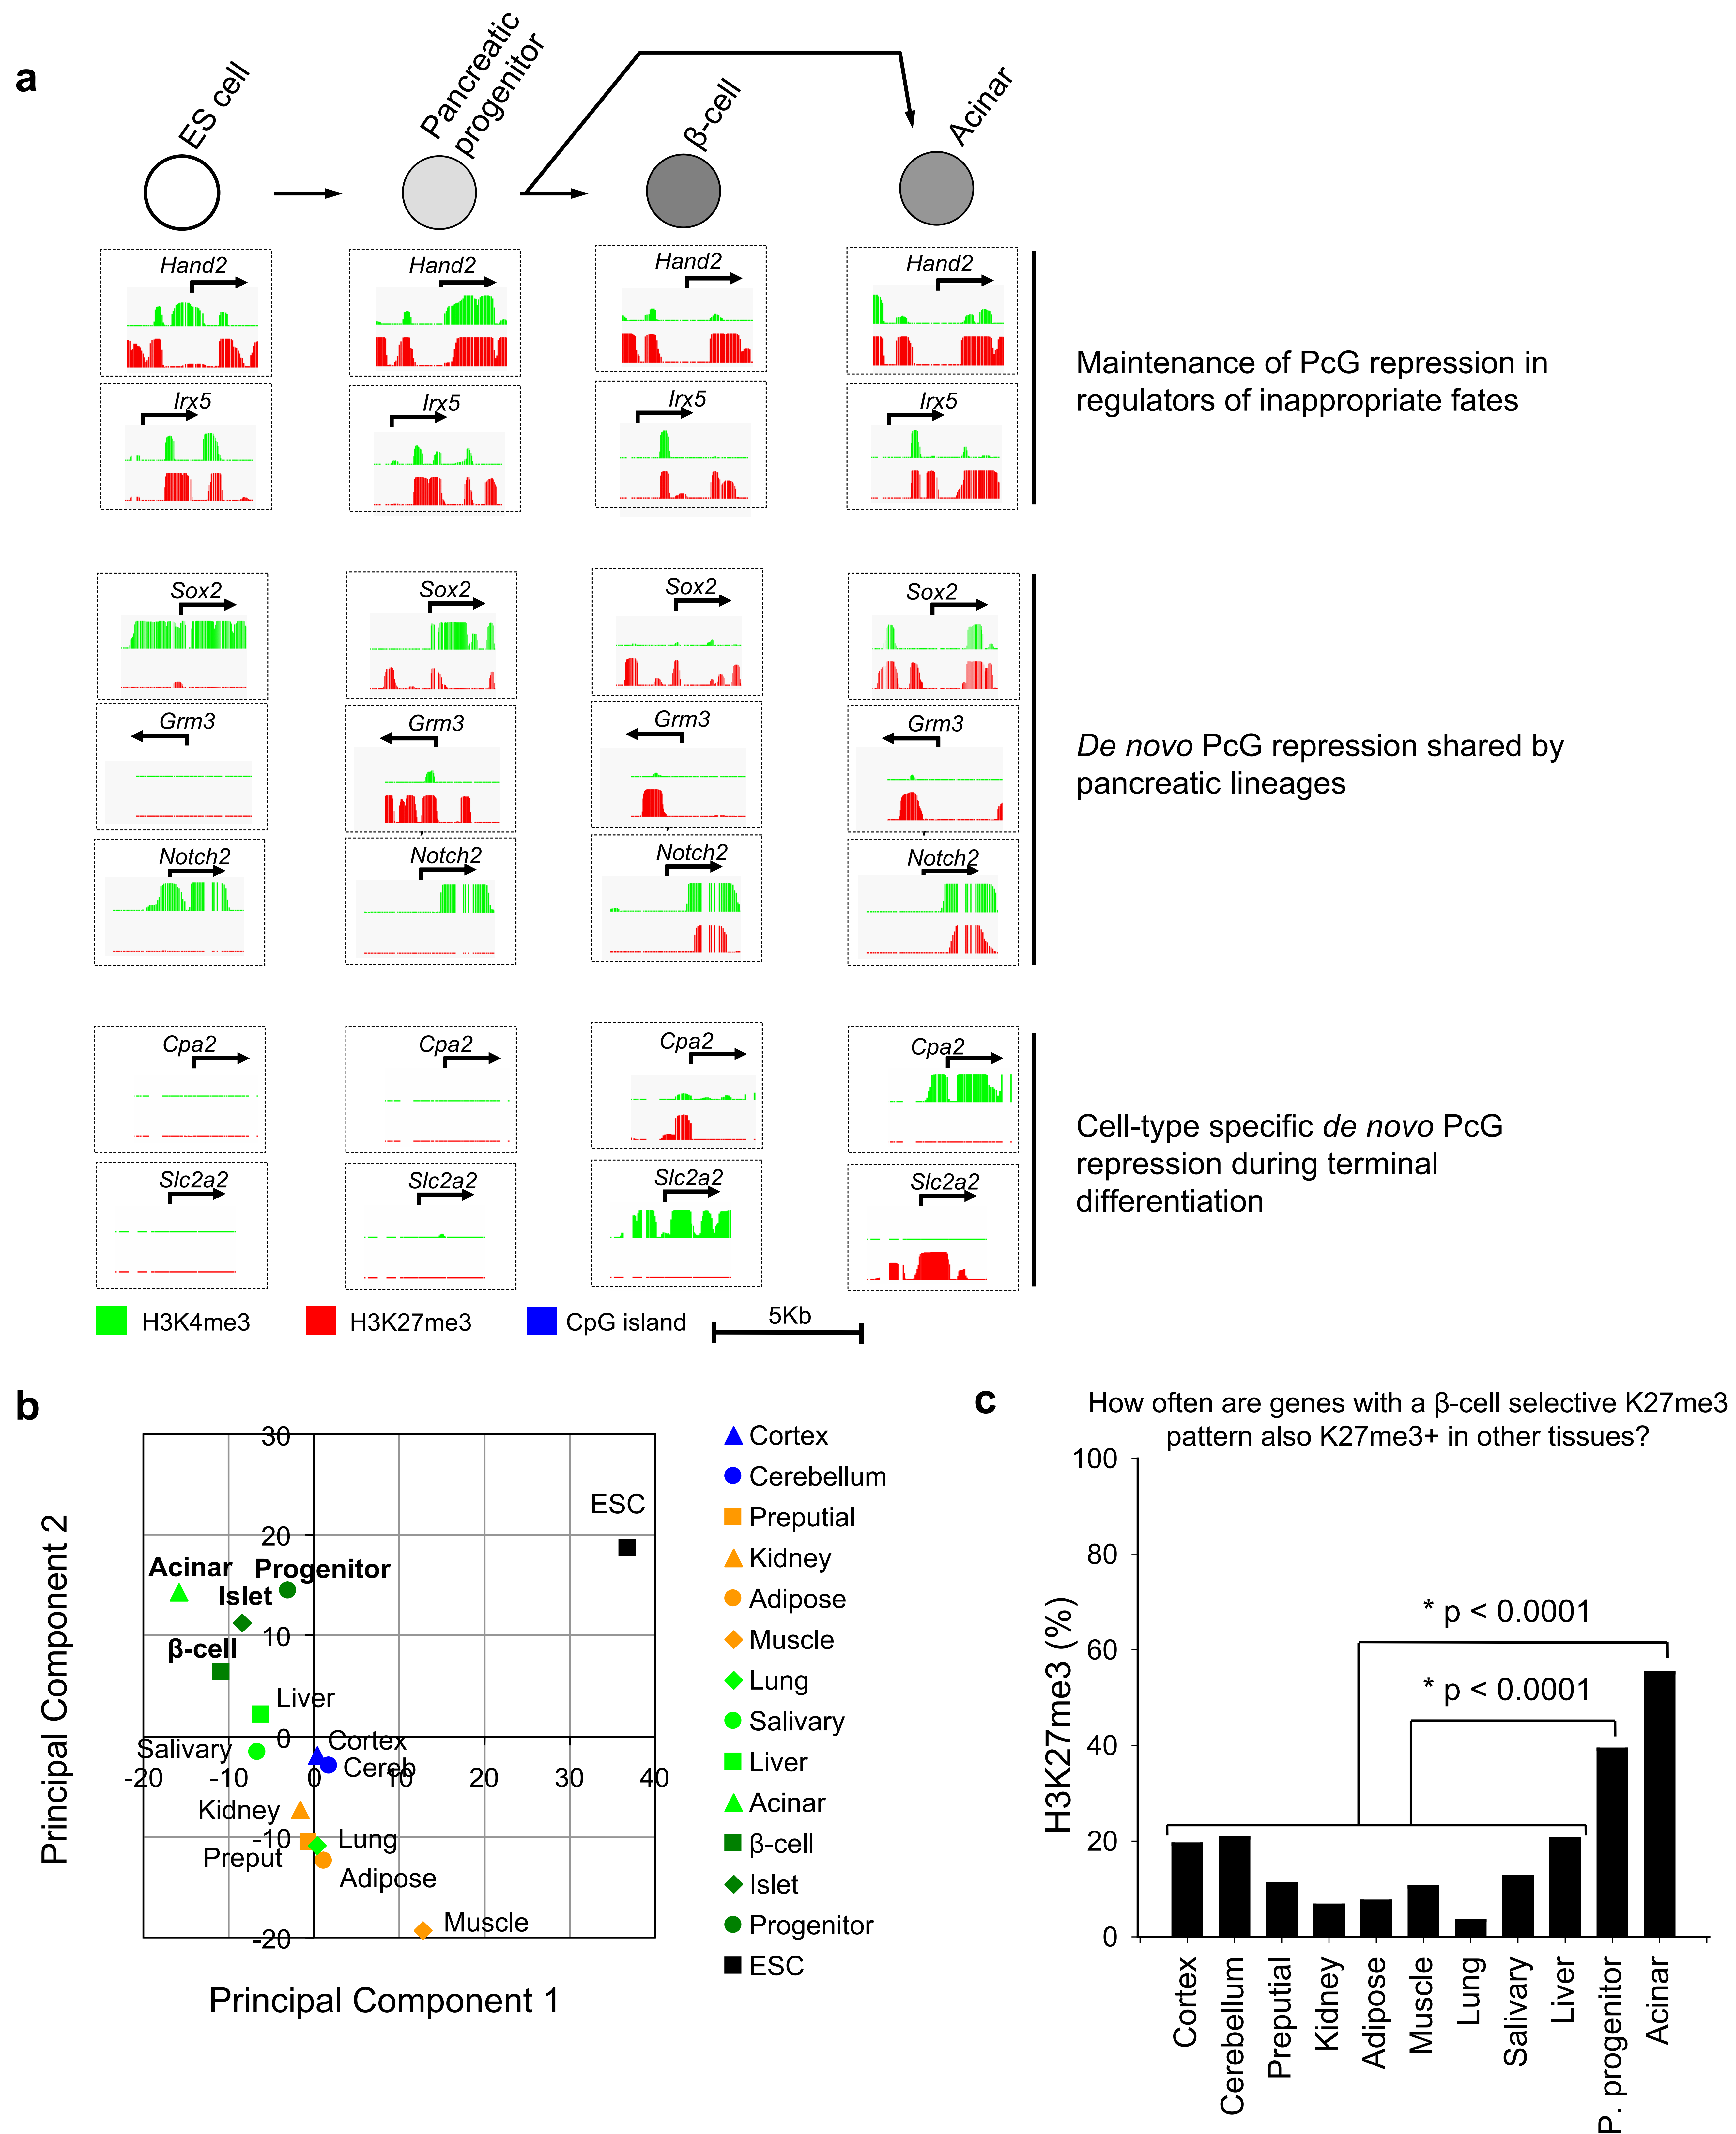 a
ES cell
Pancreatic
progenitor
β-cell
Acinar
Hand2
Hand2
Hand2
Hand2
Irx5
Irx5
Irx5
Irx5
Maintenance of PcG repression in
regulators of inappropriate fates
Sox2
Sox2
Sox2
Sox2
Grm3
Grm3
Grm3
Grm3
Notch2
Notch2
Notch2
Notch2
De novo PcG repression shared by
pancreatic lineages
Cpa2
Cpa2
Cpa2
Cpa2
Slc2a2
Slc2a2
Slc2a2
Slc2a2
Cell-type specific de novo PcG
repression during terminal
differentiation
H3K4me3
H3K27me3
CpG island
5Kb
b
Principal Component 2
30
20
10
0
-10
-20
-20
-10
0
10
20
30
40
ESC
Acinar
Progenitor
Islet
β-cell
Liver
Salivary
Cortex
Cereb
Kidney
Preput
Lung
Adipose
Muscle
Principal Component 1
Cortex
Cerebellum
Preputial
Kidney
Adipose
Muscle
Lung
Salivary
Liver
Acinar
β-cell
Islet
Progenitor
ESC
c
How often are genes with a β-cell selective K27me3
pattern also K27me3+ in other tissues?
H3K27me3 (%)
100
80
60
40
20
0
* p < 0.0001
* p < 0.0001
Cortex
Cerebellum
Preputial
Kidney
Adipose
Muscle
Lung
Salivary
Liver
P. progenitor
Acinar